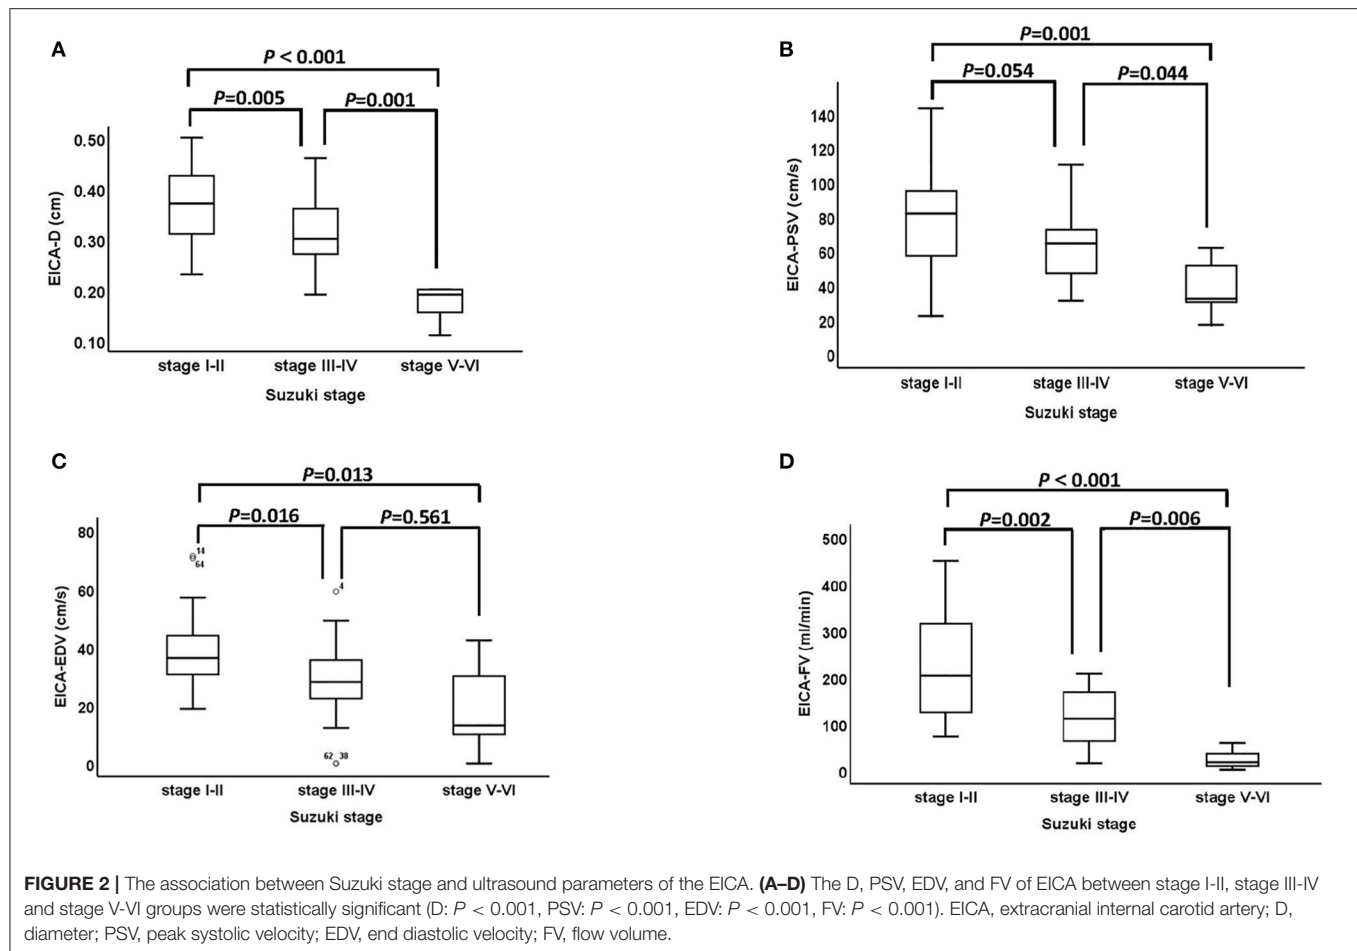 A
P < 0.001
P=0.005
P=0.001
EICA-D (cm)
0.50
0.40
0.30
0.20
0.10
stage I-II
stage III-IV
stage V-VI
Suzuki stage
B
P=0.001
P=0.054
P=0.044
EICA-PSV (cm/s)
140
120
100
80
60
40
20
0
stage I-II
stage III-IV
stage V-VI
Suzuki stage
C
P=0.013
P=0.016
P=0.561
EICA-EDV (cm/s)
80
60
40
20
0
14
64
4
62 38
stage I-II
stage III-IV
stage V-VI
Suzuki stage
D
P < 0.001
P=0.002
P=0.006
EICA-FV (ml/min)
500
400
300
200
100
0
stage I-II
stage III-IV
stage V-VI
Suzuki stage
FIGURE 2 | The association between Suzuki stage and ultrasound parameters of the EICA. (A–D) The D, PSV, EDV, and FV of EICA between stage I-II, stage III-IV
and stage V-VI groups were statistically significant (D: P < 0.001, PSV: P < 0.001, EDV: P < 0.001, FV: P < 0.001). EICA, extracranial internal carotid artery; D,
diameter; PSV, peak systolic velocity; EDV, end diastolic velocity; FV, flow volume.